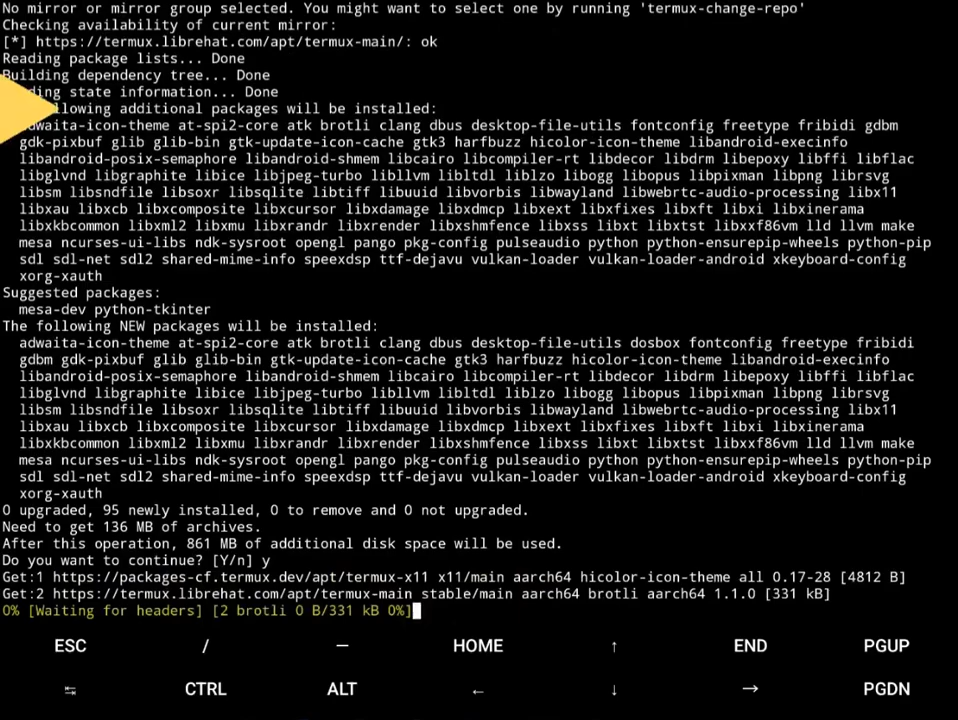 No mirror or mirror group selected. You might want to select one by running 'termux-change-repo'
Checking availability of current mirror:
[*] https://termux.librehat.com/apt/termux-main/: ok
Reading package lists... Done
Building dependency tree... Done
ding state information... Done
llowing additional packages will be installed:
adwaita-icon-theme at-spi2-core atk brotli clang dbus desktop-file-utils fontconfig freetype fribidi gdbm
gdk-pixbuf glib glib-bin gtk-update-icon-cache gtk3 harfbuzz hicolor-icon-theme libandroid-execinfo
libandroid-posix-semaphore libandroid-shmem libcairo libcompiler-rt libdecor libdrm libepoxy libffi libflac
libglvnd libgraphite libice libjpeg-turbo libllvm libltdl liblzo libogg libopus libpixman libpng librsvg
libsm libsndfile libsoxr libsqlite libtiff libuuid libvorbis libwayland libwebrtc-audio-processing libx11
libxau libxcb libxcomposite libxcursor libxdamage libxdmcp libxext libxfixes libxft libxi libxinerama
libxkbcommon libxml2 libxmu libxrandr libxrender libxshmfence libxss libxt libxtst libxxf86vm lld llvm make
mesa ncurses-ui-libs ndk-sysroot opengl pango pkg-config pulseaudio python python-ensurepip-wheels python-pip
sdl sdl-net sdl2 shared-mime-info speexdsp ttf-dejavu vulkan-loader vulkan-loader-android xkeyboard-config
xorg-xauth
Suggested packages:
mesa-dev python-tkinter
The following NEW packages will be installed:
adwaita-icon-theme at-spi2-core atk brotli clang dbus desktop-file-utils dosbox fontconfig freetype fribidi
gdbm gdk-pixbuf glib glib-bin gtk-update-icon-cache gtk3 harfbuzz hicolor-icon-theme libandroid-execinfo
libandroid-posix-semaphore libandroid-shmem libcairo libcompiler-rt libdecor libdrm libepoxy libffi libflac
libglvnd libgraphite libice libjpeg-turbo libllvm libltdl liblzo libogg libopus libpixman libpng librsvg
libsm libsndfile libsoxr libsqlite libtiff libuuid libvorbis libwayland libwebrtc-audio-processing libx11
libxau libxcb libxcomposite libxcursor libxdamage libxdmcp libxext libxfixes libxft libxi libxinerama
libxkbcommon libxml2 libxmu libxrandr libxrender libxshmfence libxss libxt libxtst libxxf86vm lld llvm make
mesa ncurses-ui-libs ndk-sysroot opengl pango pkg-config pulseaudio python python-ensurepip-wheels python-pip
sdl sdl-net sdl2 shared-mime-info speexdsp ttf-dejavu vulkan-loader vulkan-loader-android xkeyboard-config
xorg-xauth
0 upgraded, 95 newly installed, 0 to remove and 0 not upgraded.
Need to get 136 MB of archives.
After this operation, 861 MB of additional disk space will be used.
Do you want to continue? [Y/n] y
Get:1 https://packages-cf.termux.dev/apt/termux-x11 x11/main aarch64 hicolor-icon-theme all 0.17-28 [4812 B]
Get:2 https://termux.librehat.com/apt/termux-main stable/main aarch64 brotli aarch64 1.1.0 [331 kB]
0% [Waiting for headers] [2 brotli 0 B/331 kB 0%]
ESC / — HOME ↑ END PGUP
↹ CTRL ALT ← ↓ → PGDN